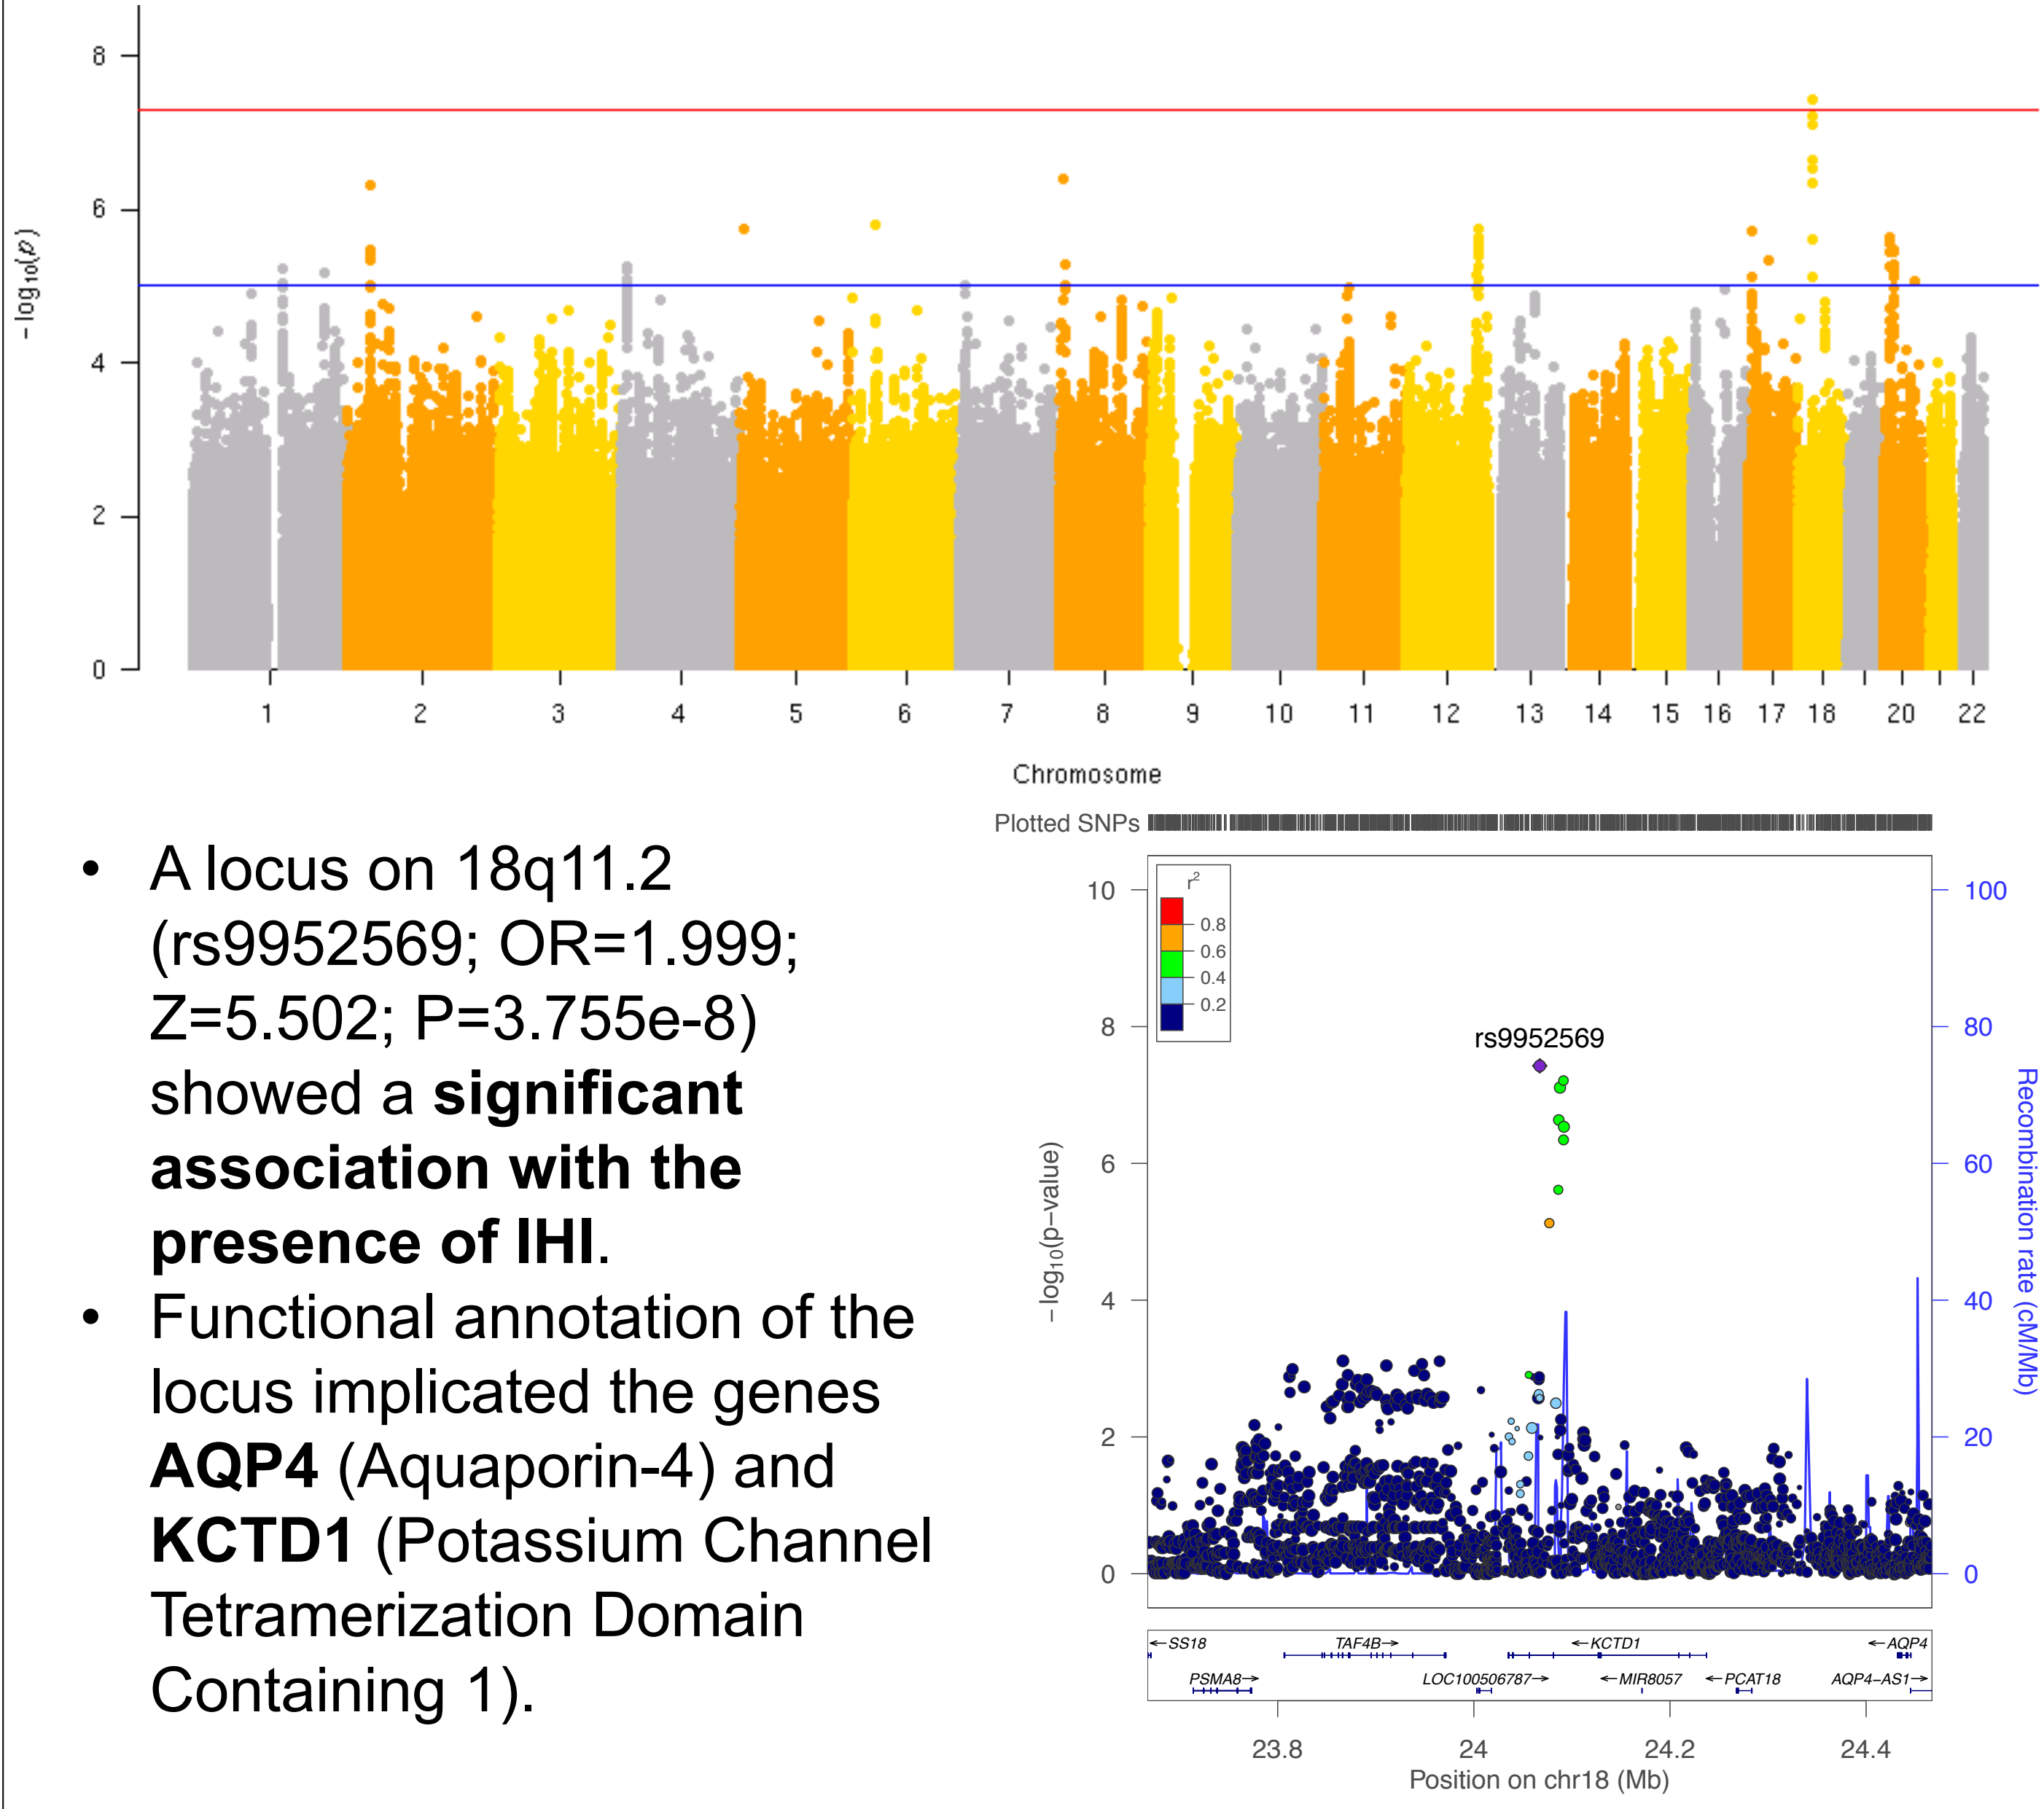 8
6
4
2
0
-log10(p)
1 2 3 4 5 6 7 8 9 10 11 12 13 14 15 16 17 18 20 22
Chromosome
• A locus on 18q11.2
(rs9952569; OR=1.999;
Z=5.502; P=3.755e-8)
showed a significant
association with the
presence of IHI.
• Functional annotation of the
locus implicated the genes
AQP4 (Aquaporin-4) and
KCTD1 (Potassium Channel
Tetramerization Domain
Containing 1).
Plotted SNPs
r2
0.8
0.6
0.4
0.2
rs9952569
10
8
6
4
2
0
−log10(p−value)
100
80
60
40
20
0
Recombination rate (cM/Mb)
←SS18 TAF4B→ ←KCTD1 ←AQP4
PSMA8→ LOC100506787→ ←MIR8057 ←PCAT18 AQP4−AS1→
23.8 24 24.2 24.4
Position on chr18 (Mb)